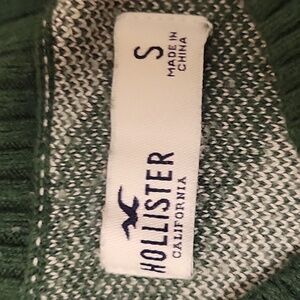 HOLLISTER
CALIFORNIA
S
MADE IN
CHINA